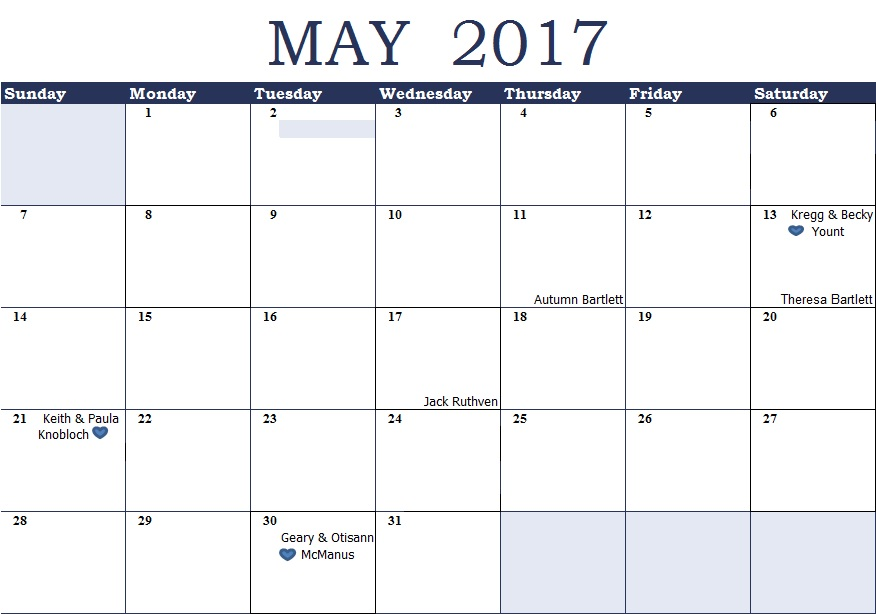 MAY 2017
Sunday Monday Tuesday Wednesday Thursday Friday Saturday
1 2 3 4 5 6
7 8 9 10 11 12 13 Kregg & Becky
Yount
Autumn Bartlett Theresa Bartlett
14 15 16 17 18 19 20
Jack Ruthven
21 Keith & Paula 22 23 24 25 26 27
Knobloch
28 29 30 31
Geary & Otisann
McManus